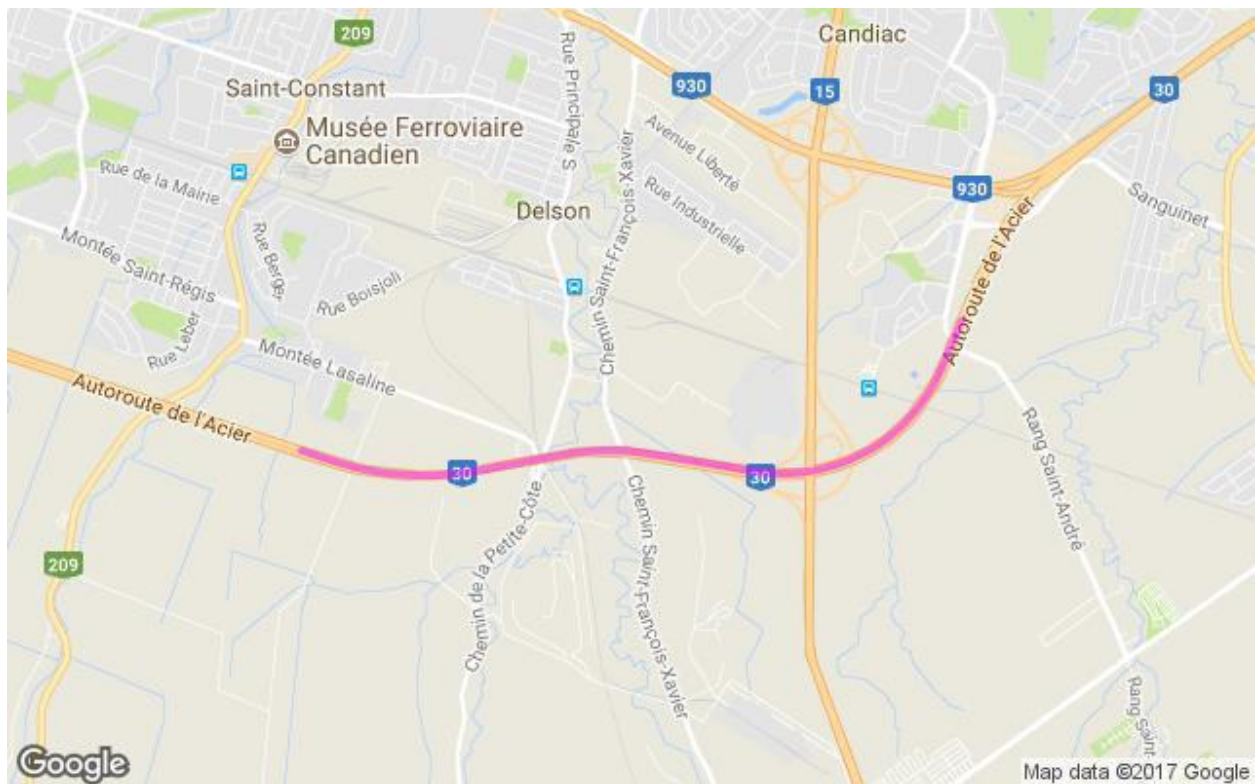 209
Candiac
Saint-Constant
930
15
30
Rue Principale S
Musée Ferroviaire
Canadien
Avenue Liberté
Rue de la Mairie
Chemin Saint-François Xavier
Rue Industrielle
930
Sanguinet
Delson
Montée Saint-Régis
Rue Berger
Rue Boisjoli
Rue Leber
Autoroute de l'Acier
Montée Lasaline
Autoroute de l'Acier
30
30
Rang Saint-André
Chemin de la Petite-Côte
Chemin Saint-François-Xavier
209
Rang Saint-
Google
Map data ©2017 Google